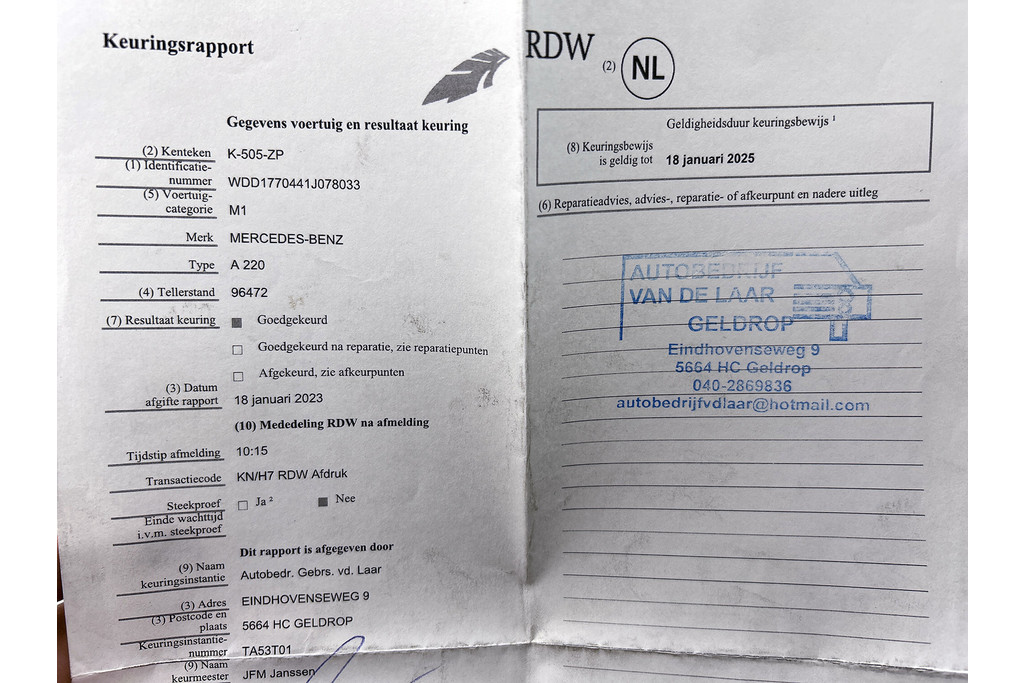 Keuringsrapport
Gegevens voertuig en resultaat keuring
(2) Kenteken K-505-ZP
(1) Identificatie-
nummer WDD1770441J078033
(5) Voertuig-
categorie M1
Merk MERCEDES-BENZ
Type A 220
(4) Tellerstand 96472
(7) Resultaat keuring ■ Goedgekeurd
□ Goedgekeurd na reparatie, zie reparatiepunten
□ Afgekeurd, zie afkeurpunten
(3) Datum
afgifte rapport 18 januari 2023
(10) Mededeling RDW na afmelding
Tijdstip afmelding 10:15
Transactiecode KN/H7 RDW Afdruk
Steekproef □ Ja ² ■ Nee
Einde wachttijd
i.v.m. steekproef
Dit rapport is afgegeven door
(9) Naam
keuringsinstantie Autobedr. Gebrs. vd. Laar
(3) Adres EINDHOVENSEWEG 9
(3) Postcode en
plaats 5664 HC GELDROP
Keuringsinstantie-
nummer TA53T01
(9) Naam
keurmeester JFM Janssen
RDW (2) NL
Geldigheidsduur keuringsbewijs ¹
(8) Keuringsbewijs
is geldig tot 18 januari 2025
(6) Reparatieadvies, advies-, reparatie- of afkeurpunt en nadere uitleg
AUTOBEDRIJF
VAN DE LAAR
GELDROP
Eindhovenseweg 9
5664 HC Geldrop
040-2869836
autobedrijfvdlaar@hotmail.com